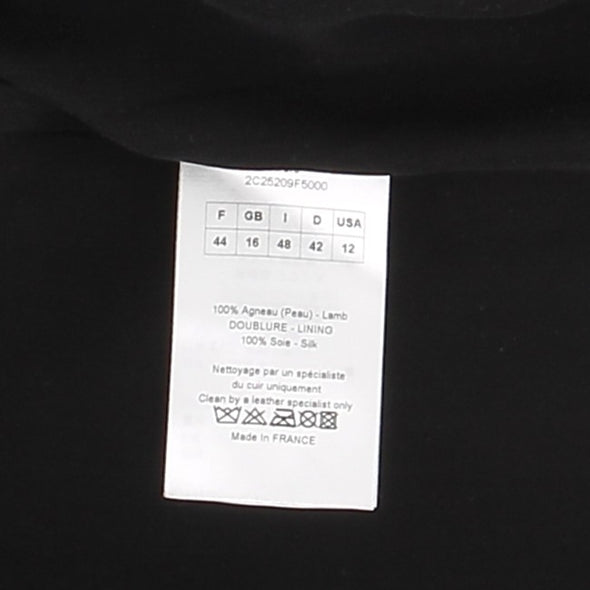 2C25209F5000
F GB I D USA
44 16 48 42 12
100% Agneau (Peau) - Lamb
DOUBLURE - LINING
100% Soie - Silk
Nettoyage par un spécialiste
du cuir uniquement
Clean by a leather specialist only
Made In FRANCE